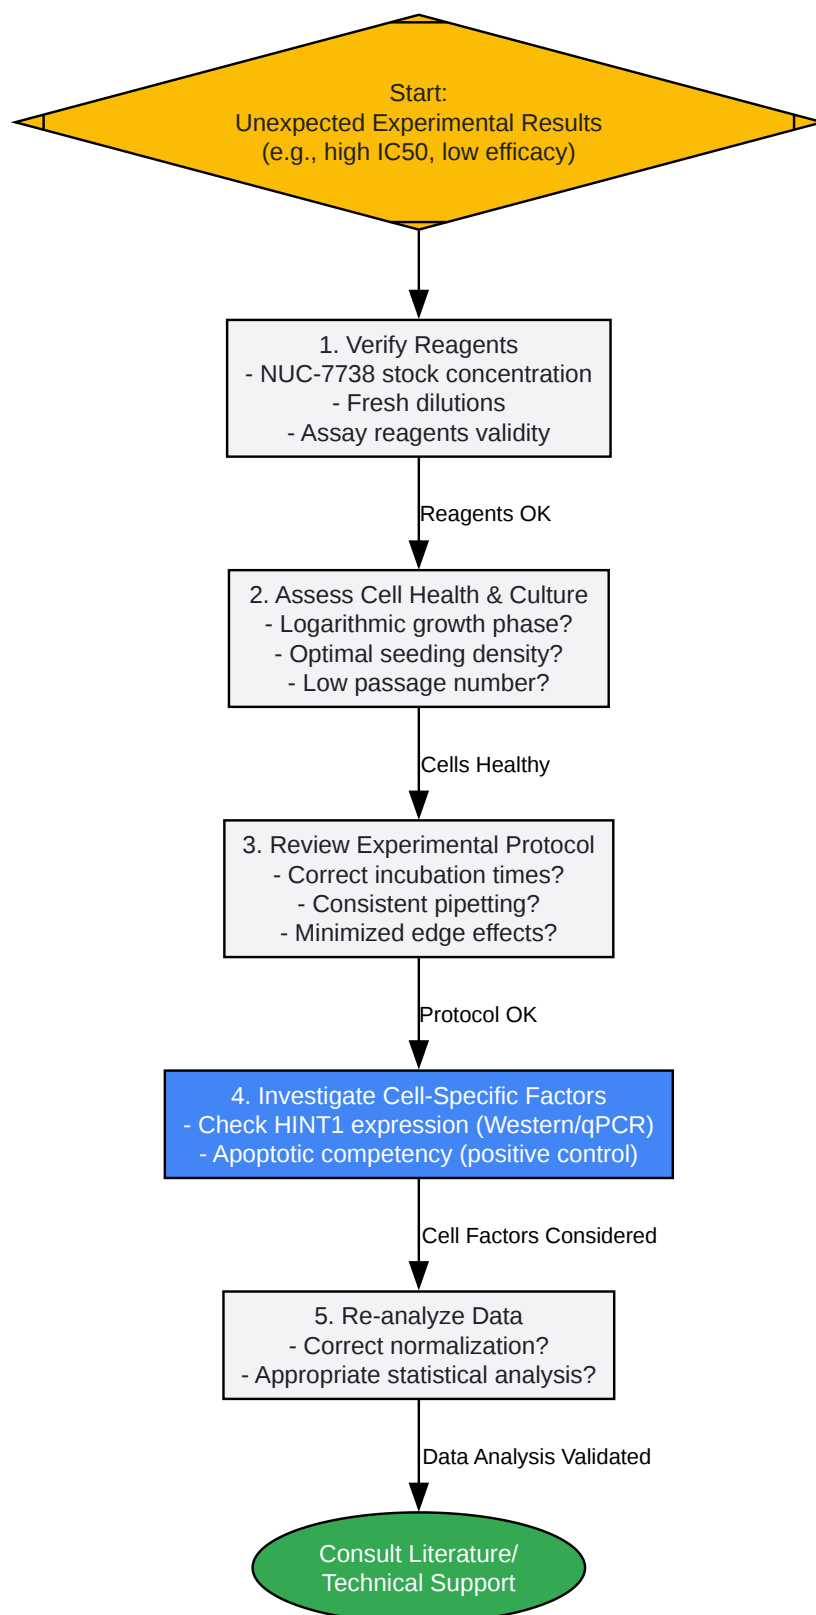 Start:
Unexpected Experimental Results
(e.g., high IC50, low efficacy)
1. Verify Reagents
- NUC-7738 stock concentration
- Fresh dilutions
- Assay reagents validity
Reagents OK
2. Assess Cell Health & Culture
- Logarithmic growth phase?
- Optimal seeding density?
- Low passage number?
Cells Healthy
3. Review Experimental Protocol
- Correct incubation times?
- Consistent pipetting?
- Minimized edge effects?
Protocol OK
4. Investigate Cell-Specific Factors
- Check HINT1 expression (Western/qPCR)
- Apoptotic competency (positive control)
Cell Factors Considered
5. Re-analyze Data
- Correct normalization?
- Appropriate statistical analysis?
Data Analysis Validated
Consult Literature/
Technical Support